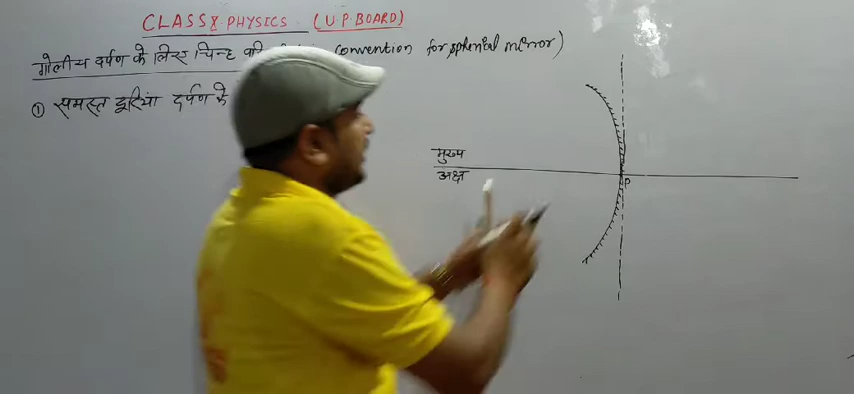 CLASS X PHYSICS (U.P.BOARD)
गोलीय दर्पण के लिए चिन्ह convention for spherical mirror)
① समस्त दूरियां दर्पण के
मुख्य
अक्ष
P